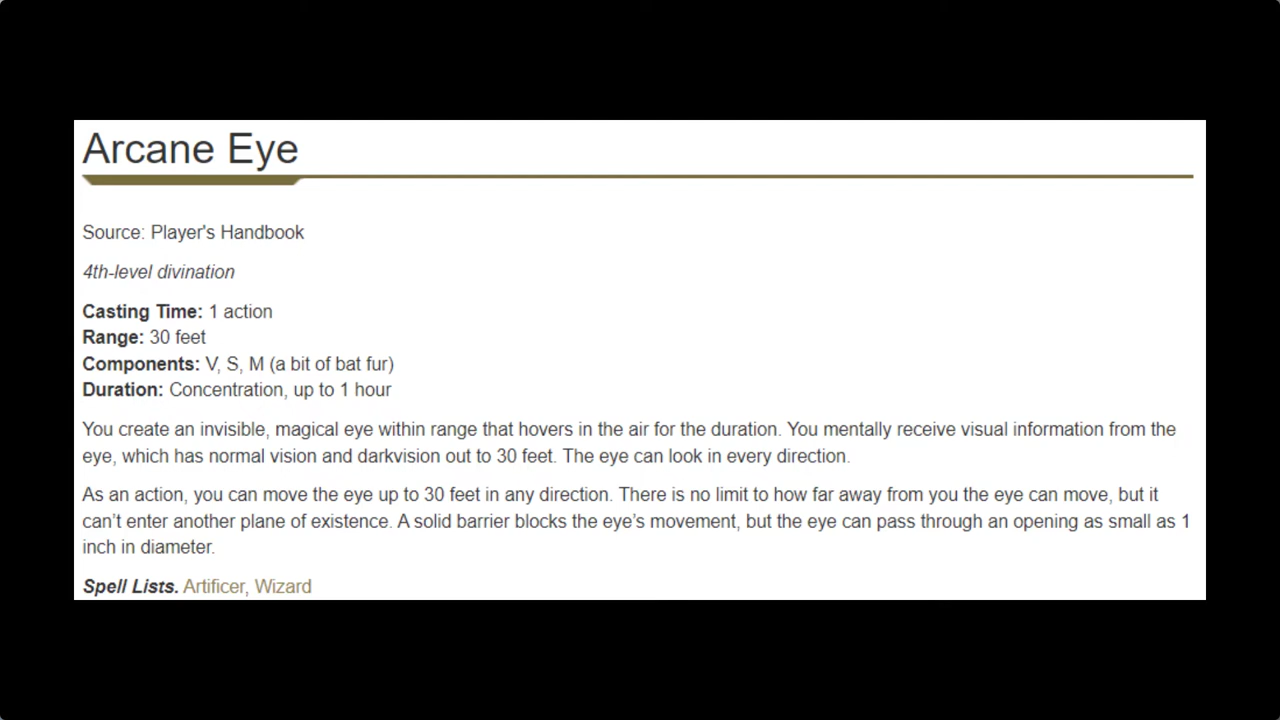 Arcane Eye
Source: Player's Handbook
4th-level divination
Casting Time: 1 action
Range: 30 feet
Components: V, S, M (a bit of bat fur)
Duration: Concentration, up to 1 hour
You create an invisible, magical eye within range that hovers in the air for the duration. You mentally receive visual information from the
eye, which has normal vision and darkvision out to 30 feet. The eye can look in every direction.
As an action, you can move the eye up to 30 feet in any direction. There is no limit to how far away from you the eye can move, but it
can’t enter another plane of existence. A solid barrier blocks the eye’s movement, but the eye can pass through an opening as small as 1
inch in diameter.
Spell Lists. Artificer, Wizard